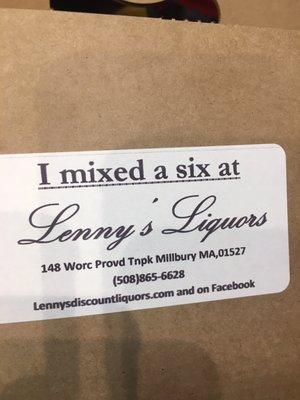 I mixed a six at
Lenny's Liquors
148 Worc Provd Tnpk Millbury MA,01527
(508)865-6628
Lennysdiscountliquors.com and on Facebook